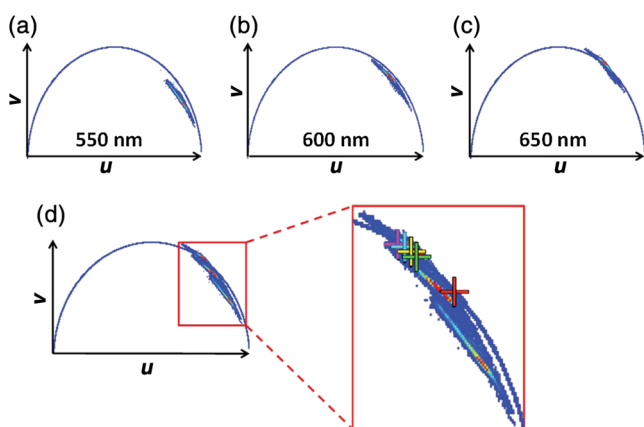 (a) (b) (c)
v v v
550 nm 600 nm 650 nm
u u u
(d)
v
u